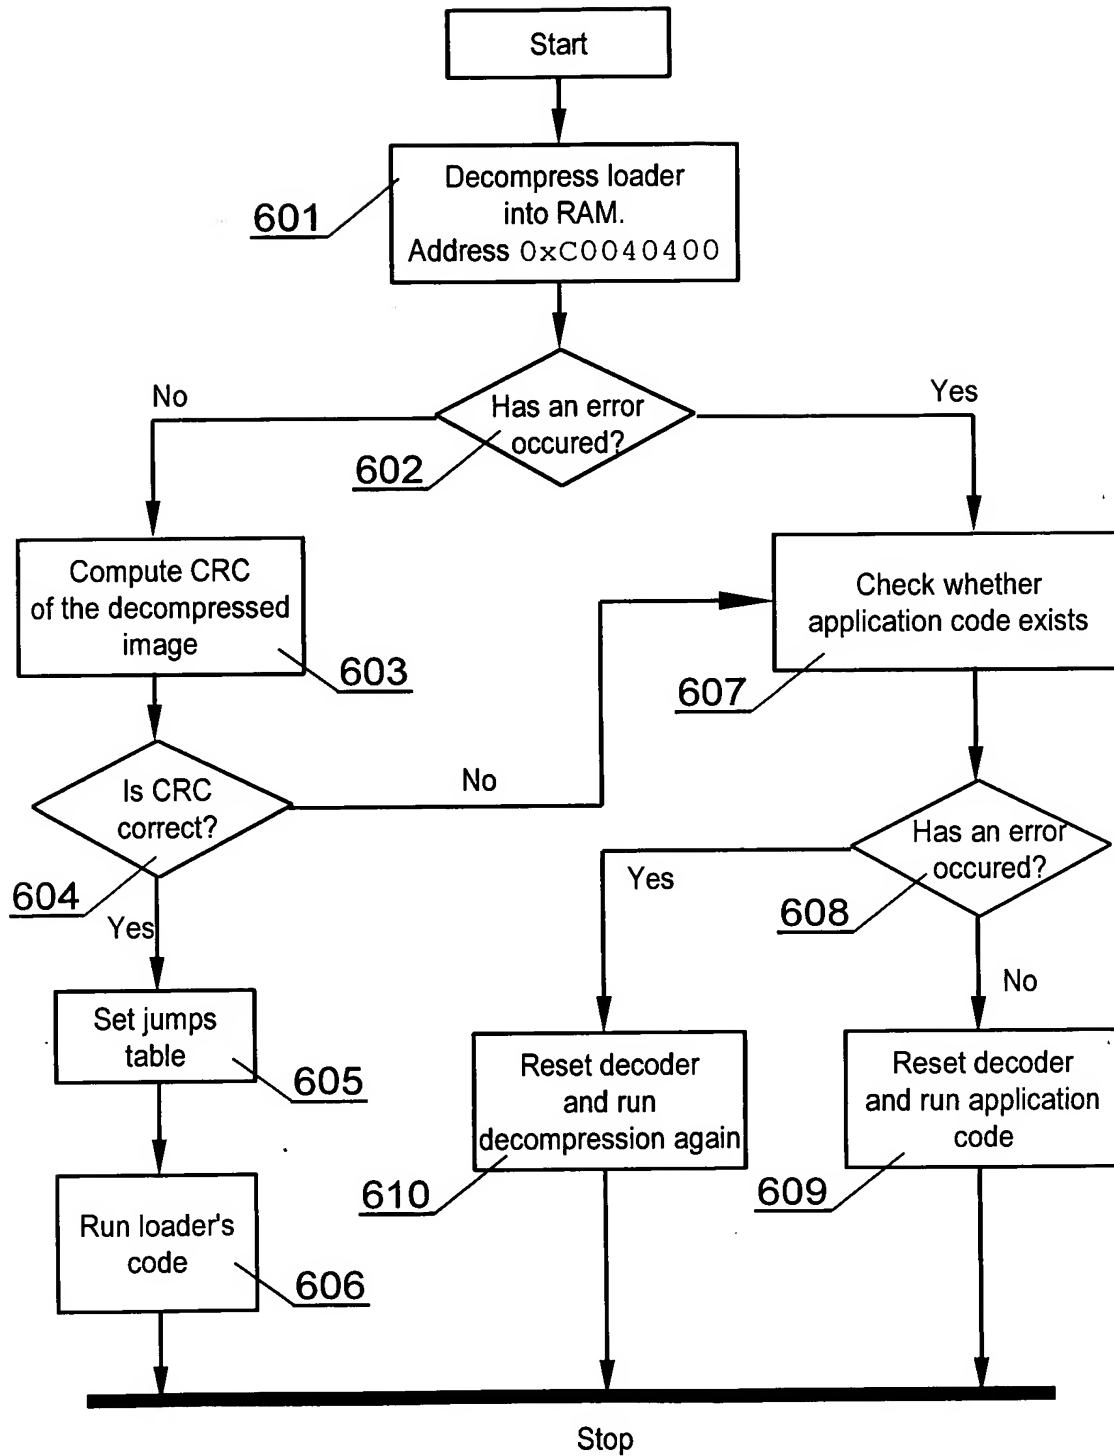 Start
Decompress loader
into RAM.
Address 0xC0040400
601
No
Yes
Has an error
occured?
602
Compute CRC
of the decompressed
image
603
Check whether
application code exists
607
Is CRC
correct?
604
No
Yes
Has an error
occured?
608
Yes
No
Set jumps
table
605
Reset decoder
and run
decompression again
610
Reset decoder
and run application
code
609
Run loader's
code
606
Stop